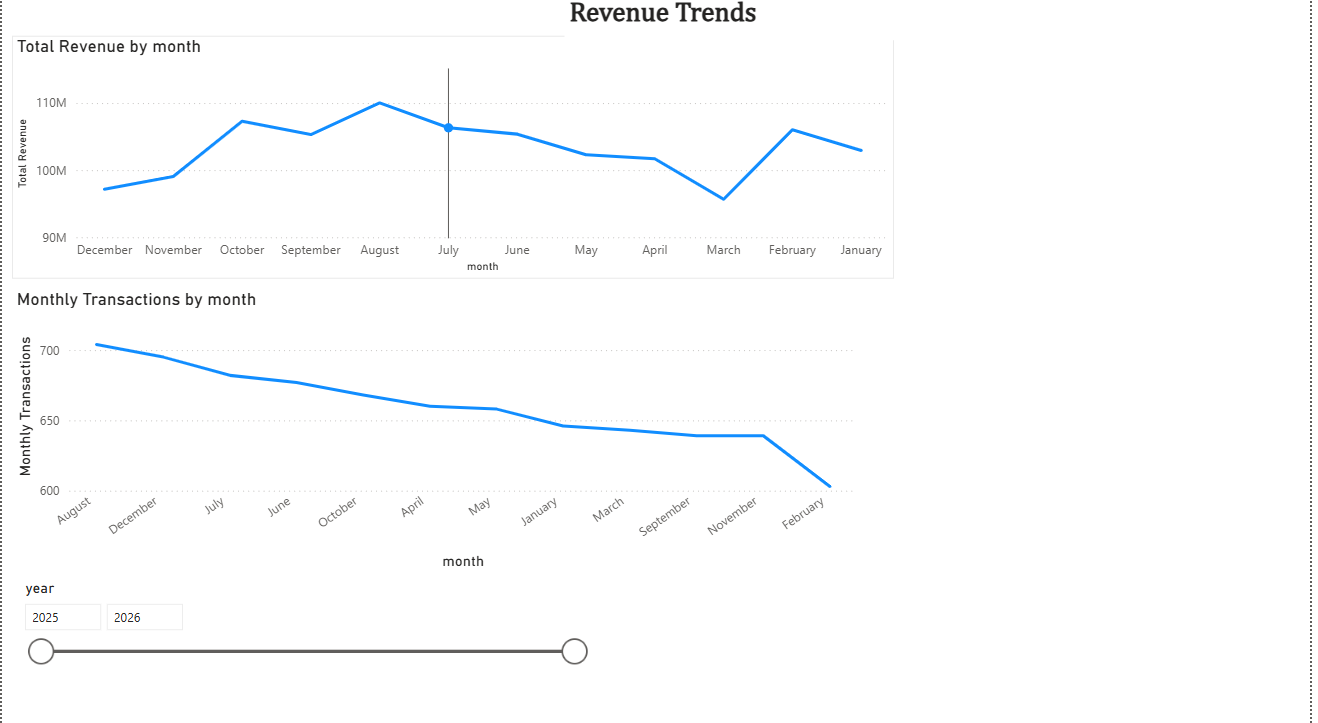 Revenue Trends
Total Revenue by month
Total Revenue
110M
100M
90M
December November October September August July June May April March February January
month
Monthly Transactions by month
Monthly Transactions
700
650
600
August December July June October April May January March September November February
month
year
2025 2026